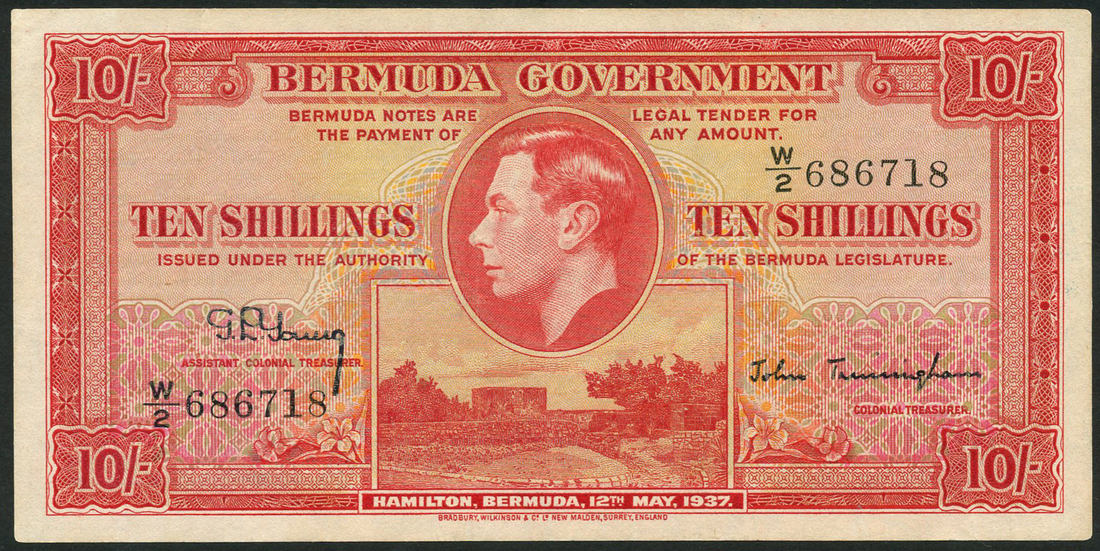 10/-
10/-
BERMUDA GOVERNMENT
BERMUDA NOTES ARE LEGAL TENDER FOR
THE PAYMENT OF ANY AMOUNT.
W/2 686718
TEN SHILLINGS
TEN SHILLINGS
ISSUED UNDER THE AUTHORITY OF THE BERMUDA LEGISLATURE.
ASSISTANT COLONIAL TREASURER.
John Trimingham
W/2 686718
COLONIAL TREASURER.
10/-
10/-
HAMILTON, BERMUDA, 12TH MAY, 1937.
BRADBURY, WILKINSON & Co Ld NEW MALDEN, SURREY, ENGLAND